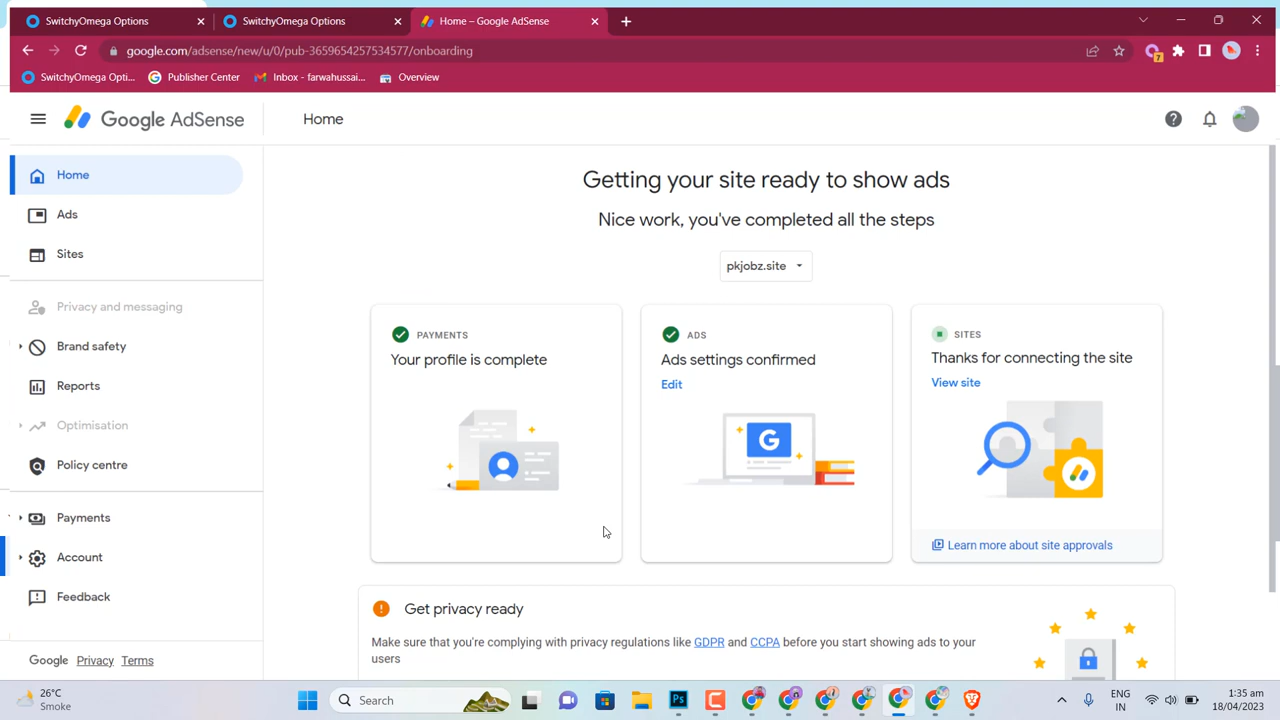 SwitchyOmega Options
SwitchyOmega Options
Home – Google AdSense
google.com/adsense/new/u/0/pub-3659654257534577/onboarding
7
SwitchyOmega Opti...
Publisher Center
Inbox - farwahussai...
Overview
Google AdSense
Home
Home
Ads
Sites
Privacy and messaging
Brand safety
Reports
Optimisation
Policy centre
Payments
Account
Feedback
Google Privacy Terms
Getting your site ready to show ads
Nice work, you've completed all the steps
pkjobz.site
PAYMENTS
Your profile is complete
ADS
Ads settings confirmed
Edit
G
SITES
Thanks for connecting the site
View site
Learn more about site approvals
Get privacy ready
Make sure that you're complying with privacy regulations like GDPR and CCPA before you start showing ads to your
users
26°C
Smoke
Search
Ps
ENG
IN
1:35 am
18/04/2023